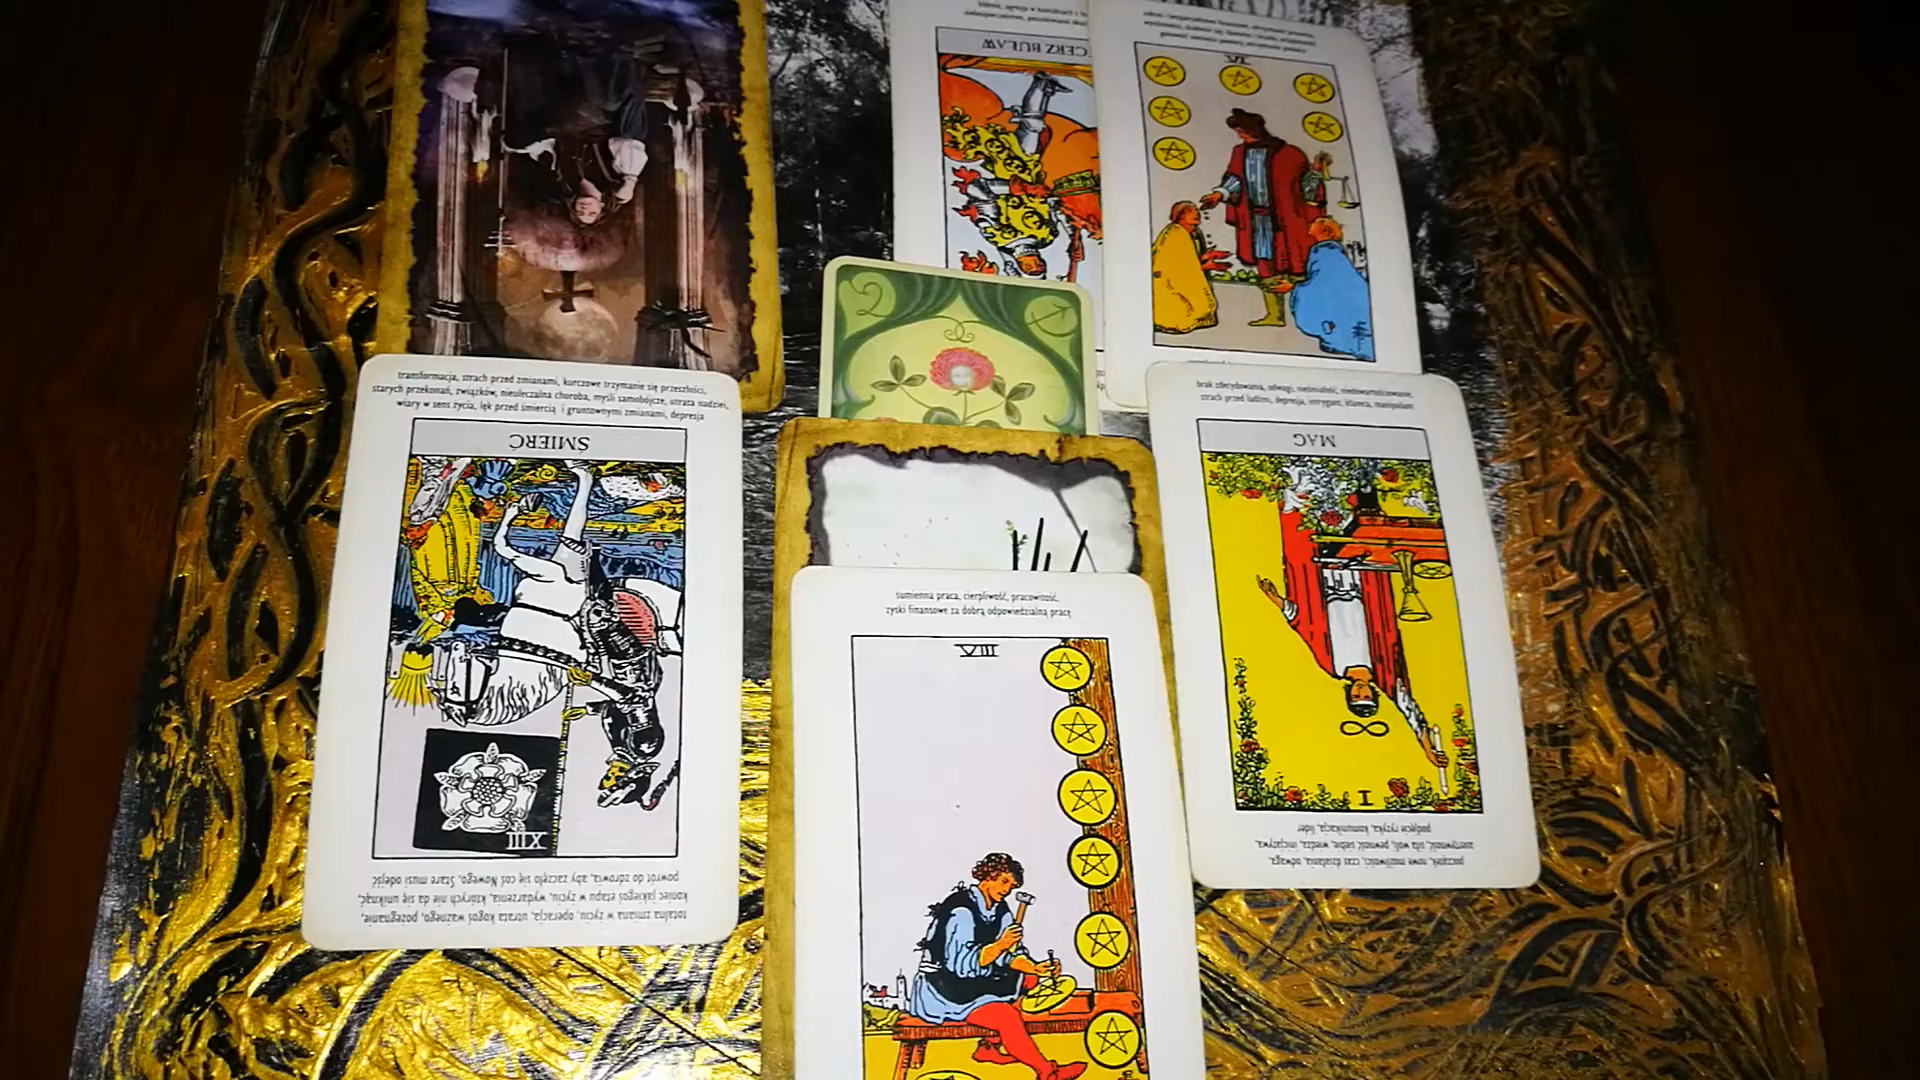 CERZ BUŁAW
VI
transformacja, strach przed zmianami, kurczowe trzymanie się przeszłości,
starych przekonań, związków, nieuleczalna choroba, myśli samobójcze, utrata nadziei,
wiary w sens życia, lęk przed śmiercią i gruntownymi zmianami, depresja
ŚMIERĆ
XIII
totalna zmiana w życiu, operacja, utrata kogoś ważnego, pożegnanie,
koniec jakiegoś etapu w życiu, wydarzenia, których nie da się uniknąć,
powrót do zdrowia, aby zaczęło się coś Nowego, Stare musi odejść
brak zdecydowania, odwagi, nieśmiałość, niedowartościowanie,
strach przed ludźmi, depresja, intrygant, kłamca, manipulant
MAG
I
początek, nowe możliwości, czas działania, odwaga,
asertywność, siła woli, pewność siebie, wiedza, inicjatywa,
podjęcie ryzyka, komunikacja, lider
sumienna praca, cierpliwość, pracowitość,
zyski finansowe za dobrą odpowiedzialną pracę
VIII